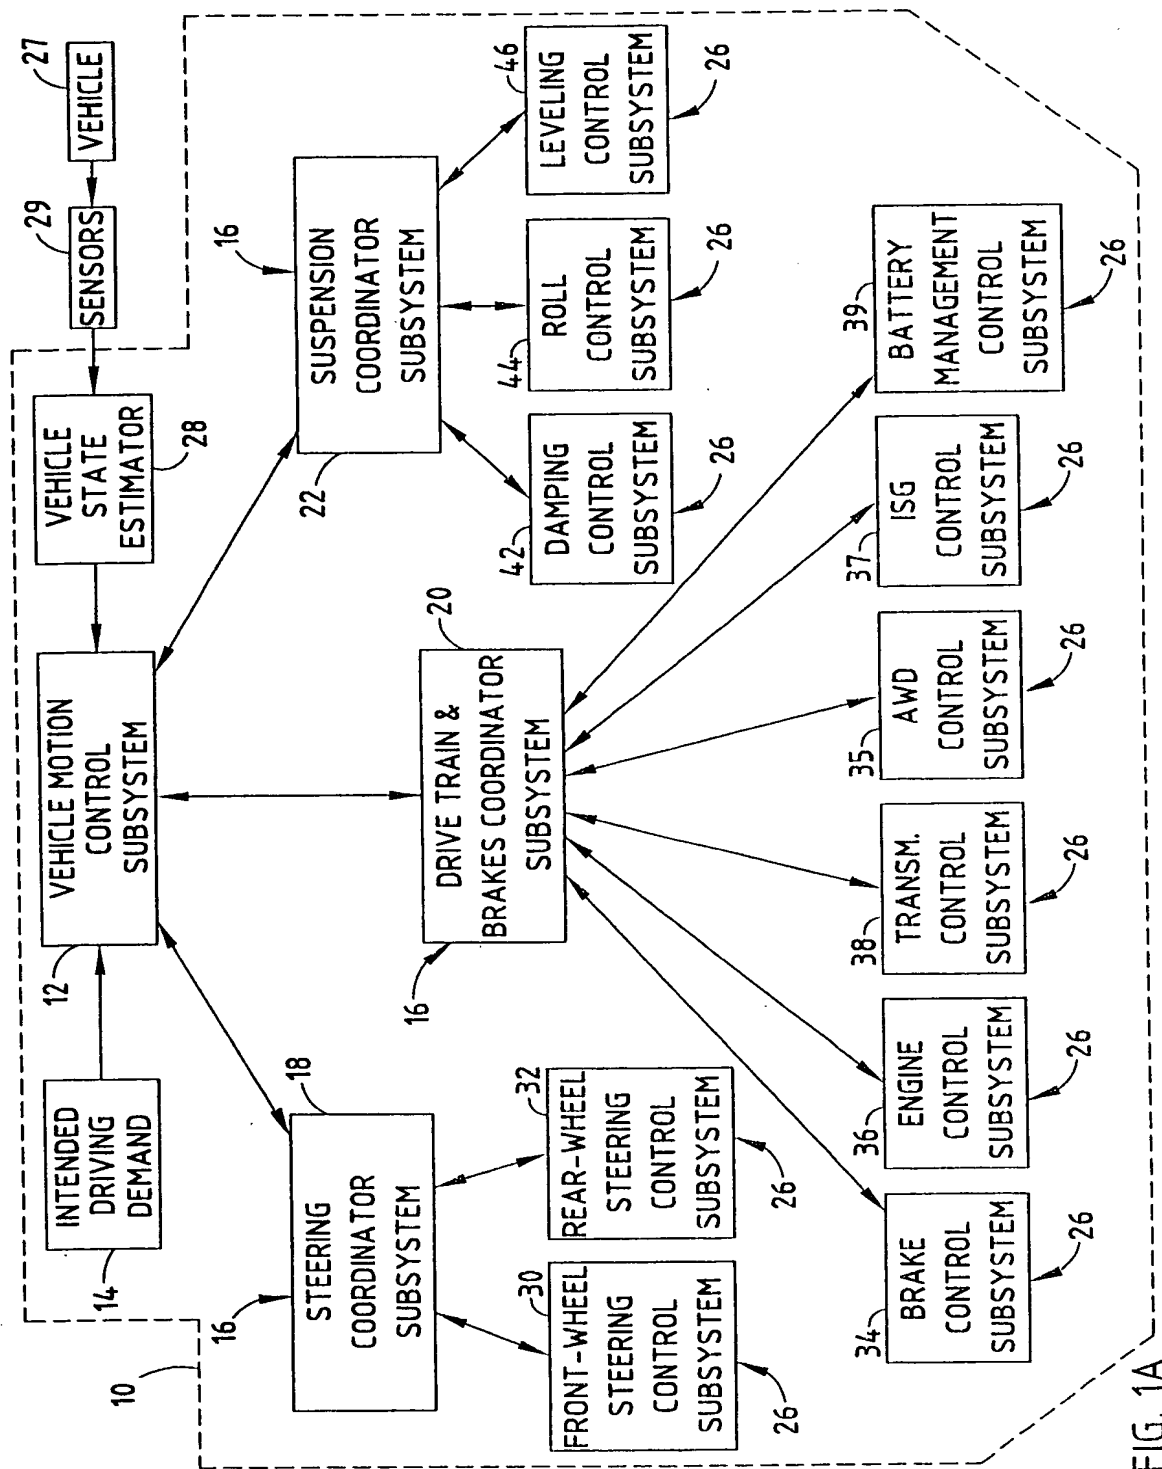 27
VEHICLE
29
SENSORS
VEHICLE
STATE
ESTIMATOR
28
VEHICLE MOTION
CONTROL
SUBSYSTEM
12
INTENDED
DRIVING
DEMAND
14
10
16
STEERING
COORDINATOR
SUBSYSTEM
18
16
DRIVE TRAIN &
BRAKES COORDINATOR
SUBSYSTEM
20
16
SUSPENSION
COORDINATOR
SUBSYSTEM
22
30
FRONT-WHEEL
STEERING
CONTROL
SUBSYSTEM
26
32
REAR-WHEEL
STEERING
CONTROL
SUBSYSTEM
26
42
DAMPING
CONTROL
SUBSYSTEM
26
44
ROLL
CONTROL
SUBSYSTEM
26
46
LEVELING
CONTROL
SUBSYSTEM
26
34
BRAKE
CONTROL
SUBSYSTEM
26
36
ENGINE
CONTROL
SUBSYSTEM
26
38
TRANSM.
CONTROL
SUBSYSTEM
26
35
AWD
CONTROL
SUBSYSTEM
26
37
ISG
CONTROL
SUBSYSTEM
26
39
BATTERY
MANAGEMENT
CONTROL
SUBSYSTEM
26
FIG. 1A